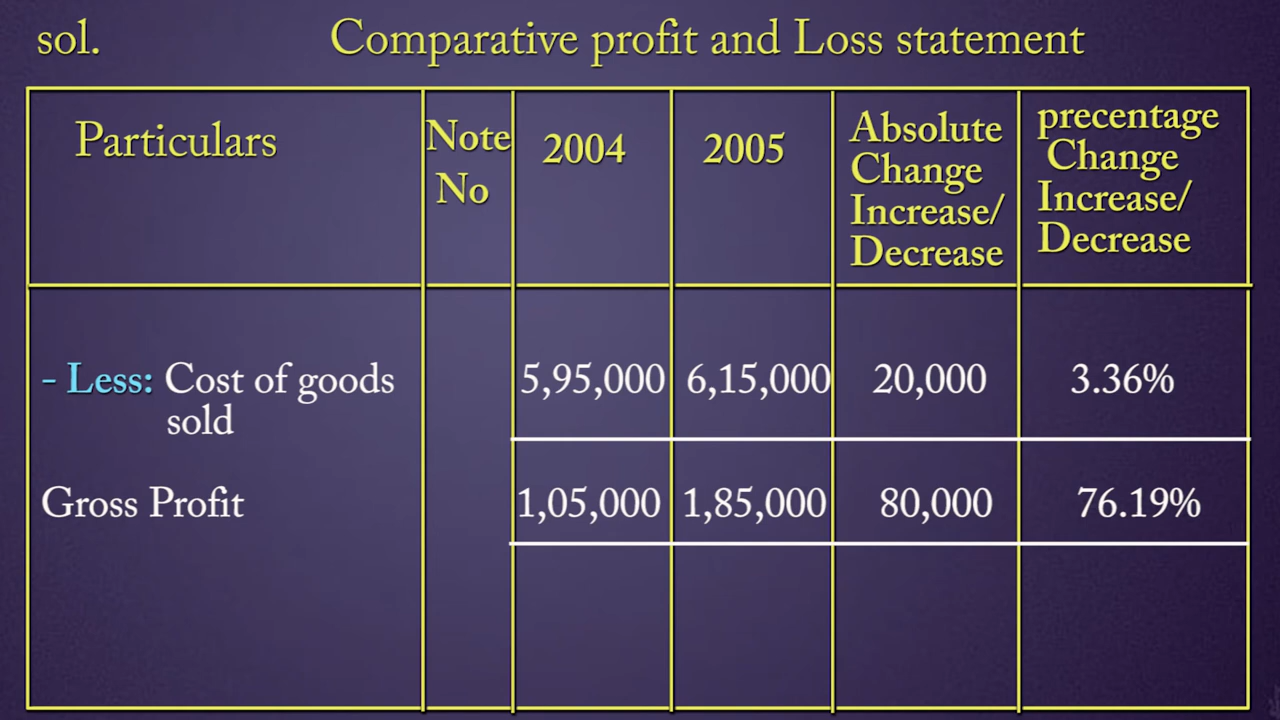 sol. Comparative profit and Loss statement
Particulars Note No 2004 2005 Absolute Change Increase/ Decrease precentage Change Increase/ Decrease
- Less: Cost of goods sold 5,95,000 6,15,000 20,000 3.36%
Gross Profit 1,05,000 1,85,000 80,000 76.19%